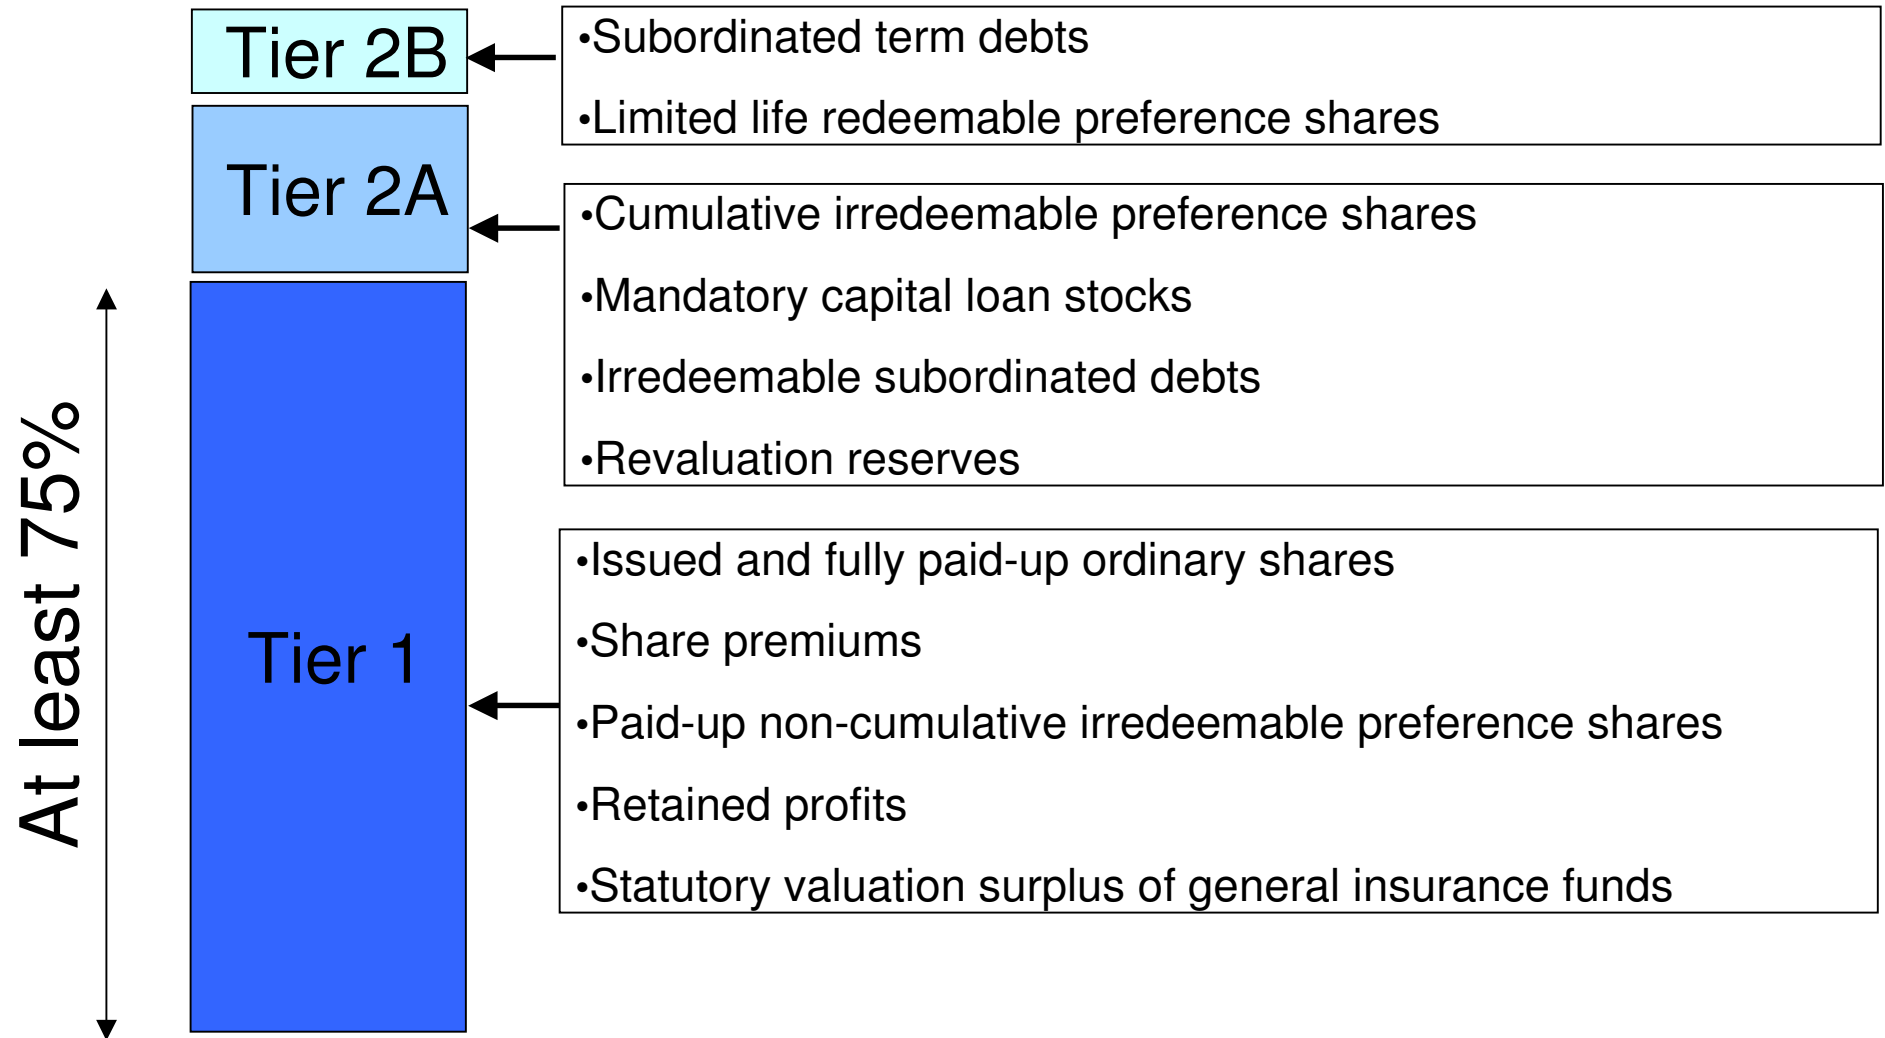 Tier 2B
•Subordinated term debts
•Limited life redeemable preference shares
Tier 2A
•Cumulative irredeemable preference shares
•Mandatory capital loan stocks
•Irredeemable subordinated debts
•Revaluation reserves
At least 75%
Tier 1
•Issued and fully paid-up ordinary shares
•Share premiums
•Paid-up non-cumulative irredeemable preference shares
•Retained profits
•Statutory valuation surplus of general insurance funds